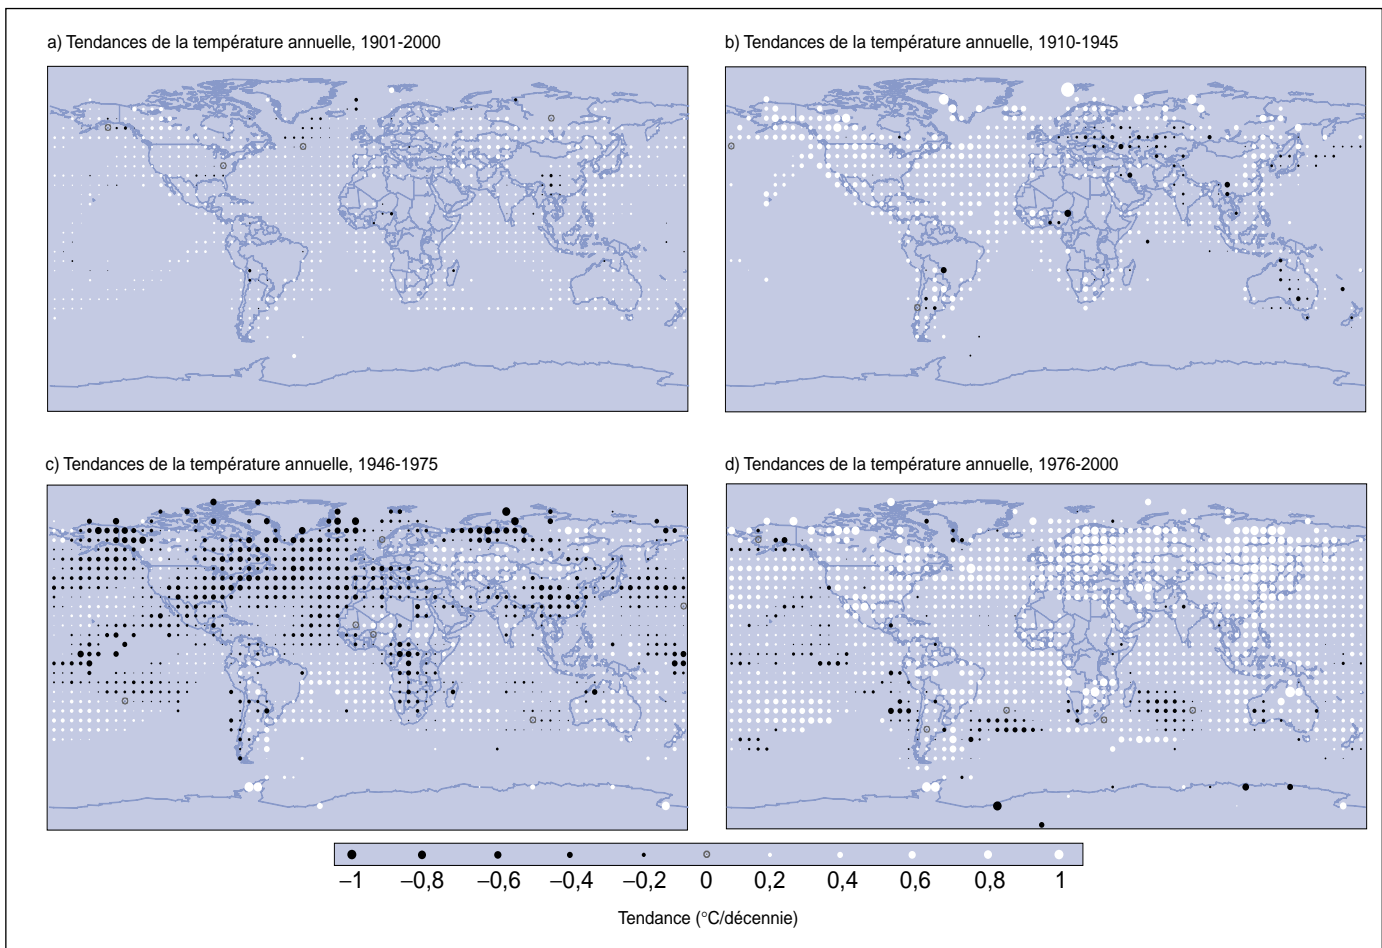 a) Tendances de la température annuelle, 1901-2000
b) Tendances de la température annuelle, 1910-1945
c) Tendances de la température annuelle, 1946-1975
d) Tendances de la température annuelle, 1976-2000
–1 –0,8 –0,6 –0,4 –0,2 0 0,2 0,4 0,6 0,8 1
Tendance (°C/décennie)